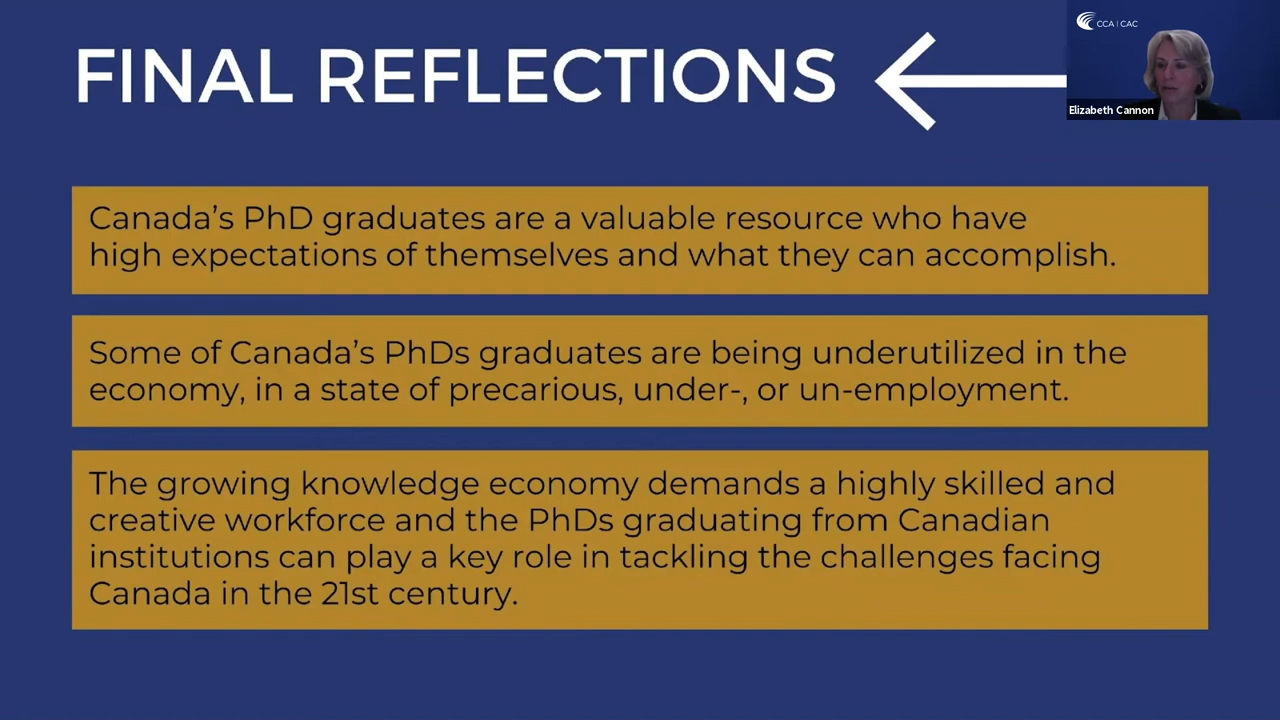 FINAL REFLECTIONS
CCA | CAC
Elizabeth Cannon
Canada's PhD graduates are a valuable resource who have
high expectations of themselves and what they can accomplish.
Some of Canada's PhDs graduates are being underutilized in the
economy, in a state of precarious, under-, or un-employment.
The growing knowledge economy demands a highly skilled and
creative workforce and the PhDs graduating from Canadian
institutions can play a key role in tackling the challenges facing
Canada in the 21st century.